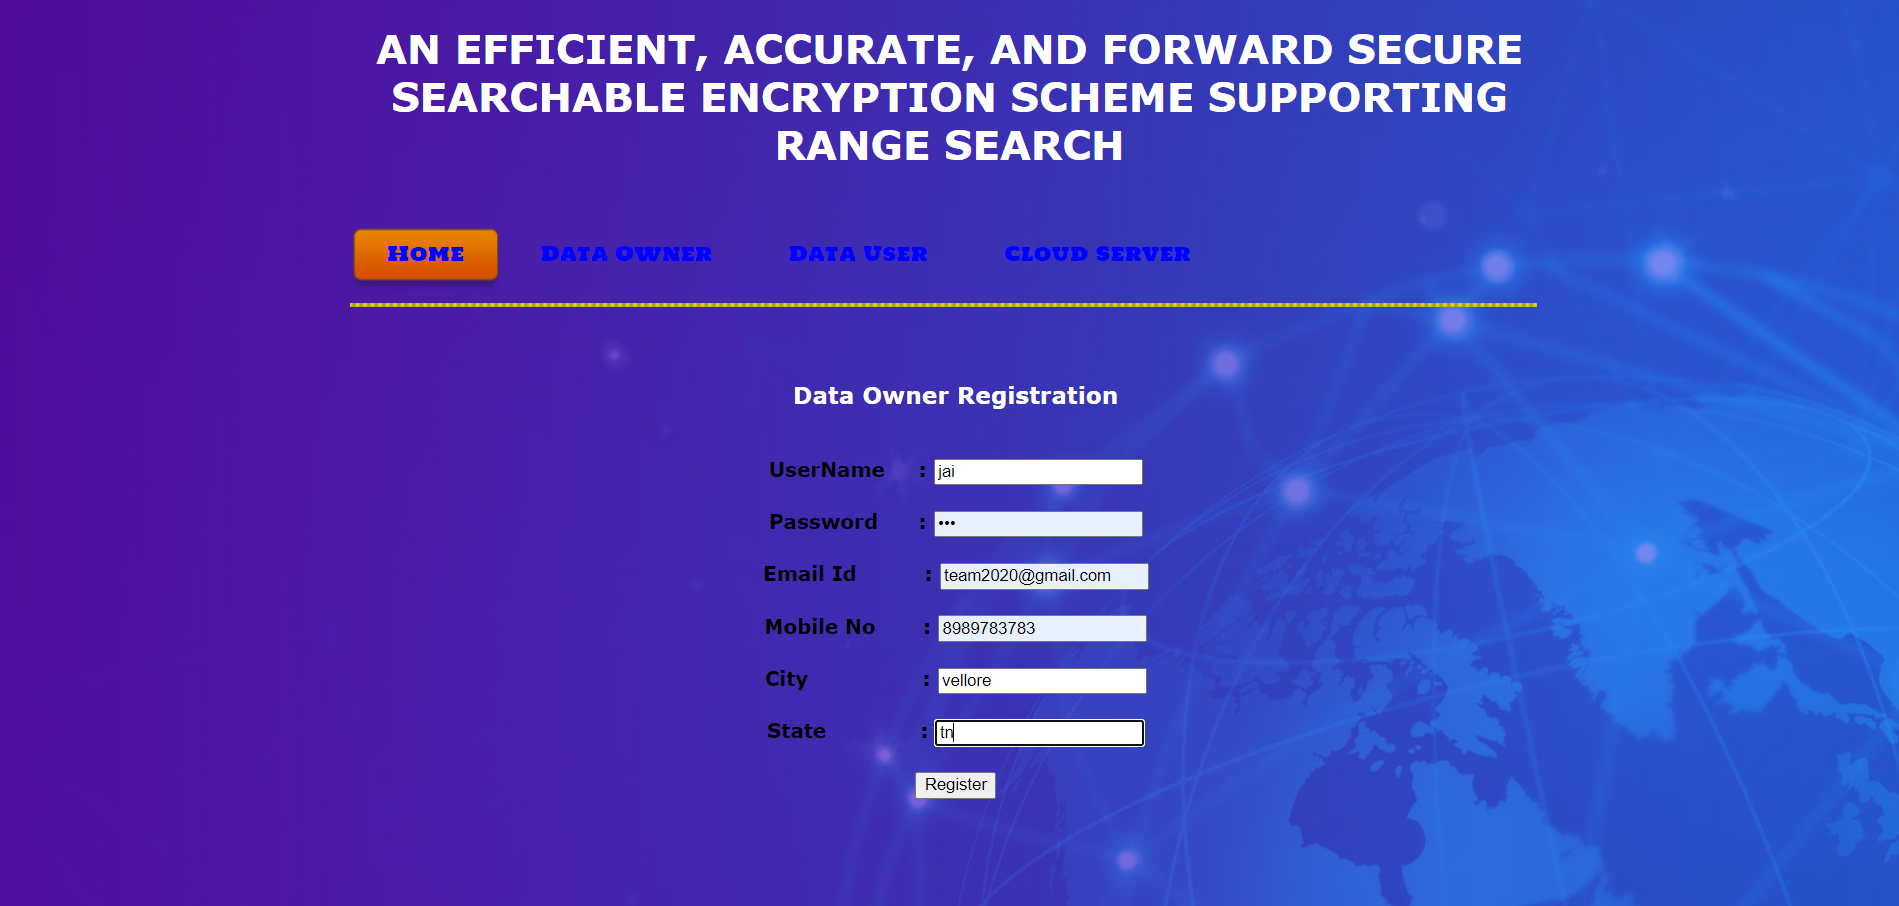 AN EFFICIENT, ACCURATE, AND FORWARD SECURE
SEARCHABLE ENCRYPTION SCHEME SUPPORTING
RANGE SEARCH
Home Data Owner Data User Cloud Server
Data Owner Registration
UserName : jai
Password : •••
Email Id : team2020@gmail.com
Mobile No : 8989783783
City : vellore
State : tn
Register